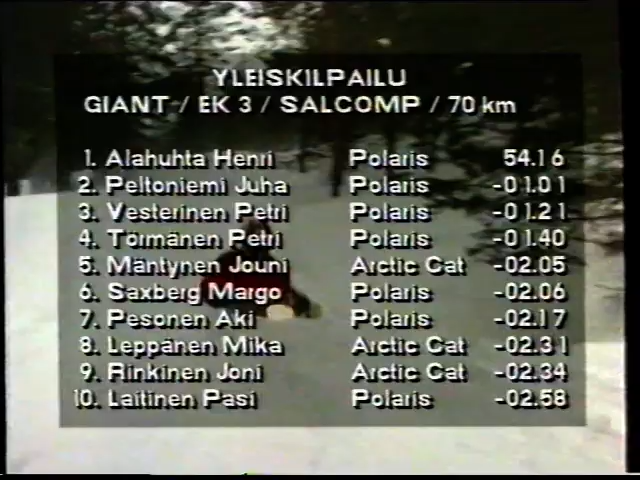 YLEISKILPAILU
GIANT / EK 3 / SALCOMP / 70 km
1. Alahuhta Henri Polaris 54.16
2. Peltoniemi Juha Polaris -01.01
3. Vesterinen Petri Polaris -01.21
4. Törmänen Petri Polaris -01.40
5. Mäntynen Jouni Arctic Cat -02.05
6. Saxberg Margo Polaris -02.06
7. Pesonen Aki Polaris -02.17
8. Leppänen Mika Arctic Cat -02.31
9. Rinkinen Joni Arctic Cat -02.34
10. Laitinen Pasi Polaris -02.58